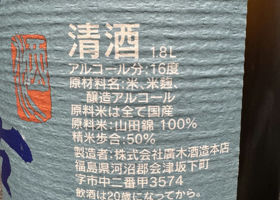 清酒 1.8L
アルコール分:16度
原材料名:米、米麹、
醸造アルコール
原料米は全て国産
原料米:山田錦 100%
精米歩合:50%
製造者:株式会社廣木酒造本店
福島県河沼郡会津坂下町
字市中二番甲3574
飲酒は20歳になってから。